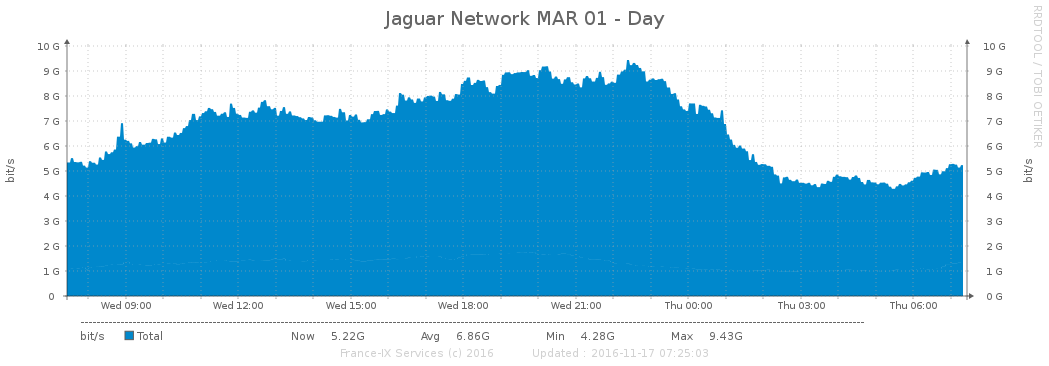 Jaguar Network MAR 01 - Day
RRDTOOL / TOBI OETIKER
10 G 10 G
9 G 9 G
8 G 8 G
7 G 7 G
6 G 6 G
5 G 5 G
4 G 4 G
3 G 3 G
2 G 2 G
1 G 1 G
0 0 G
bit/s bit/s
Wed 09:00 Wed 12:00 Wed 15:00 Wed 18:00 Wed 21:00 Thu 00:00 Thu 03:00 Thu 06:00
bit/s Total Now 5.22G Avg 6.86G Min 4.28G Max 9.43G
France-IX Services (c) 2016 Updated : 2016-11-17 07:25:03